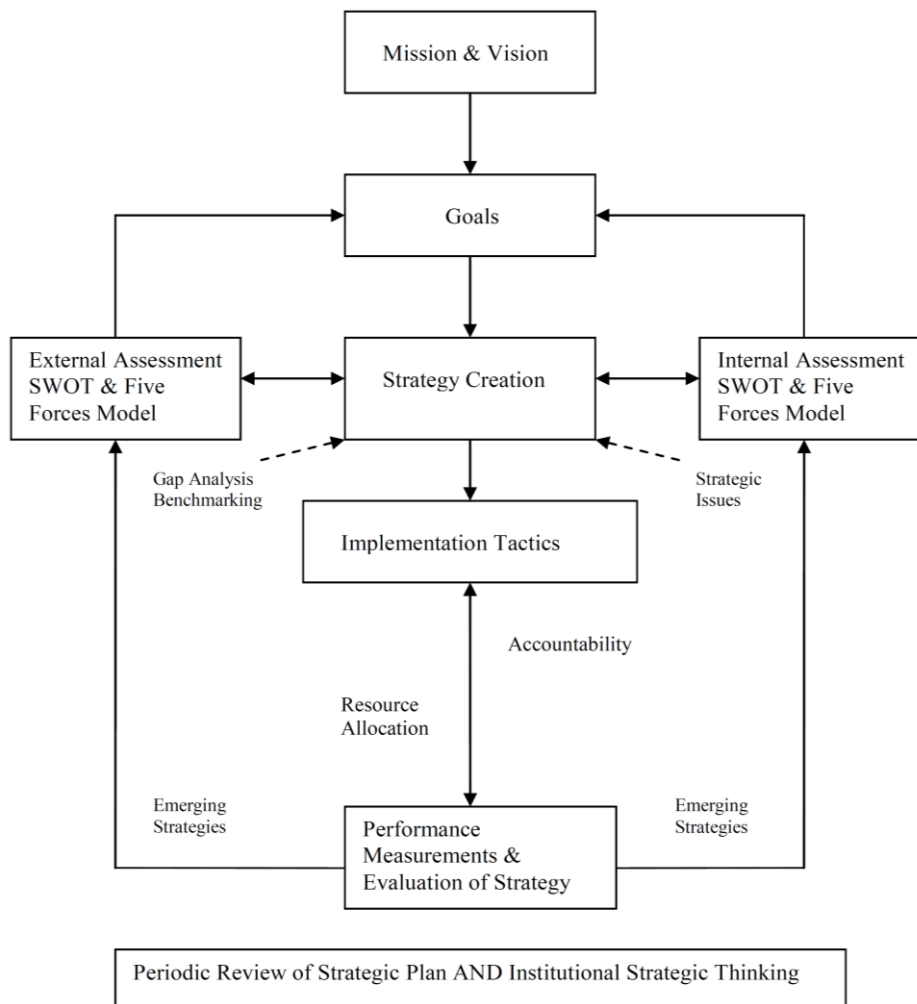 Mission & Vision
Goals
External Assessment
SWOT & Five
Forces Model
Strategy Creation
Internal Assessment
SWOT & Five
Forces Model
Gap Analysis
Benchmarking
Strategic
Issues
Implementation Tactics
Accountability
Resource
Allocation
Emerging
Strategies
Emerging
Strategies
Performance
Measurements &
Evaluation of Strategy
Periodic Review of Strategic Plan AND Institutional Strategic Thinking